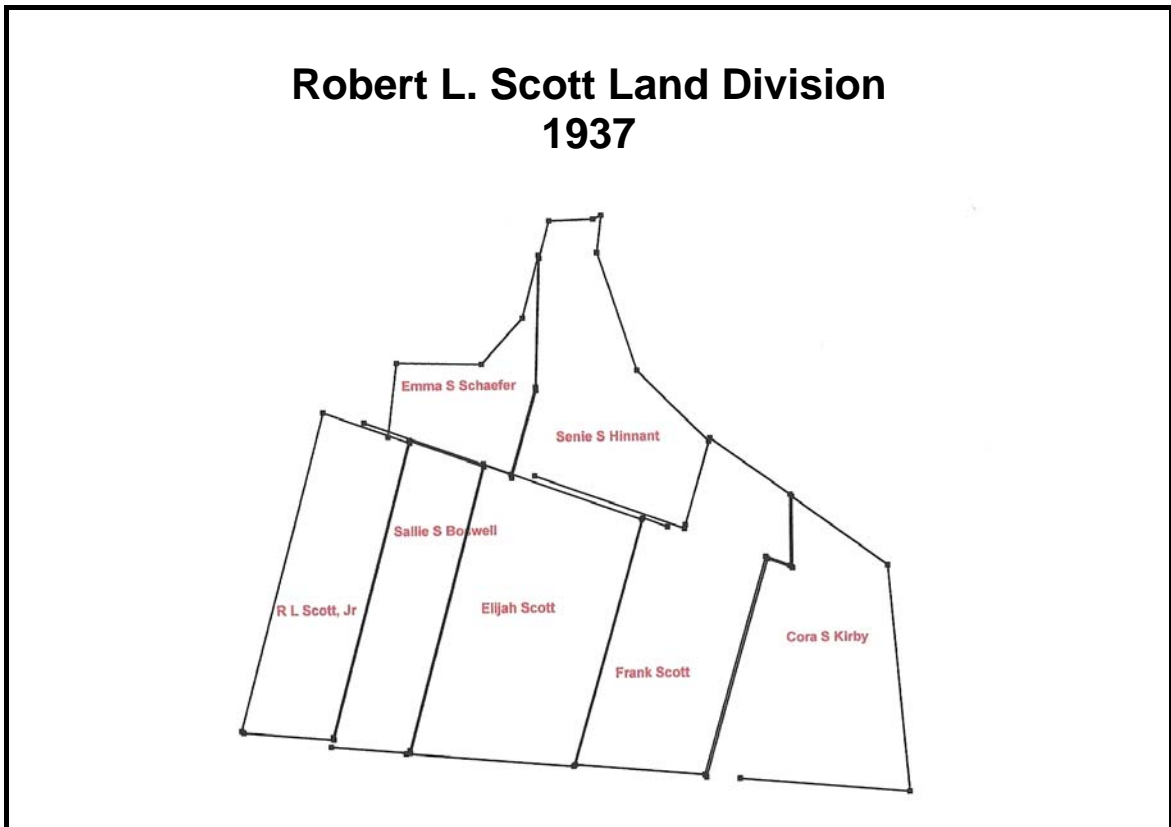 Robert L. Scott Land Division
1937
Emma S Schaefer
Senie S Hinnant
Sallie S Boswell
R L Scott, Jr
Elijah Scott
Cora S Kirby
Frank Scott